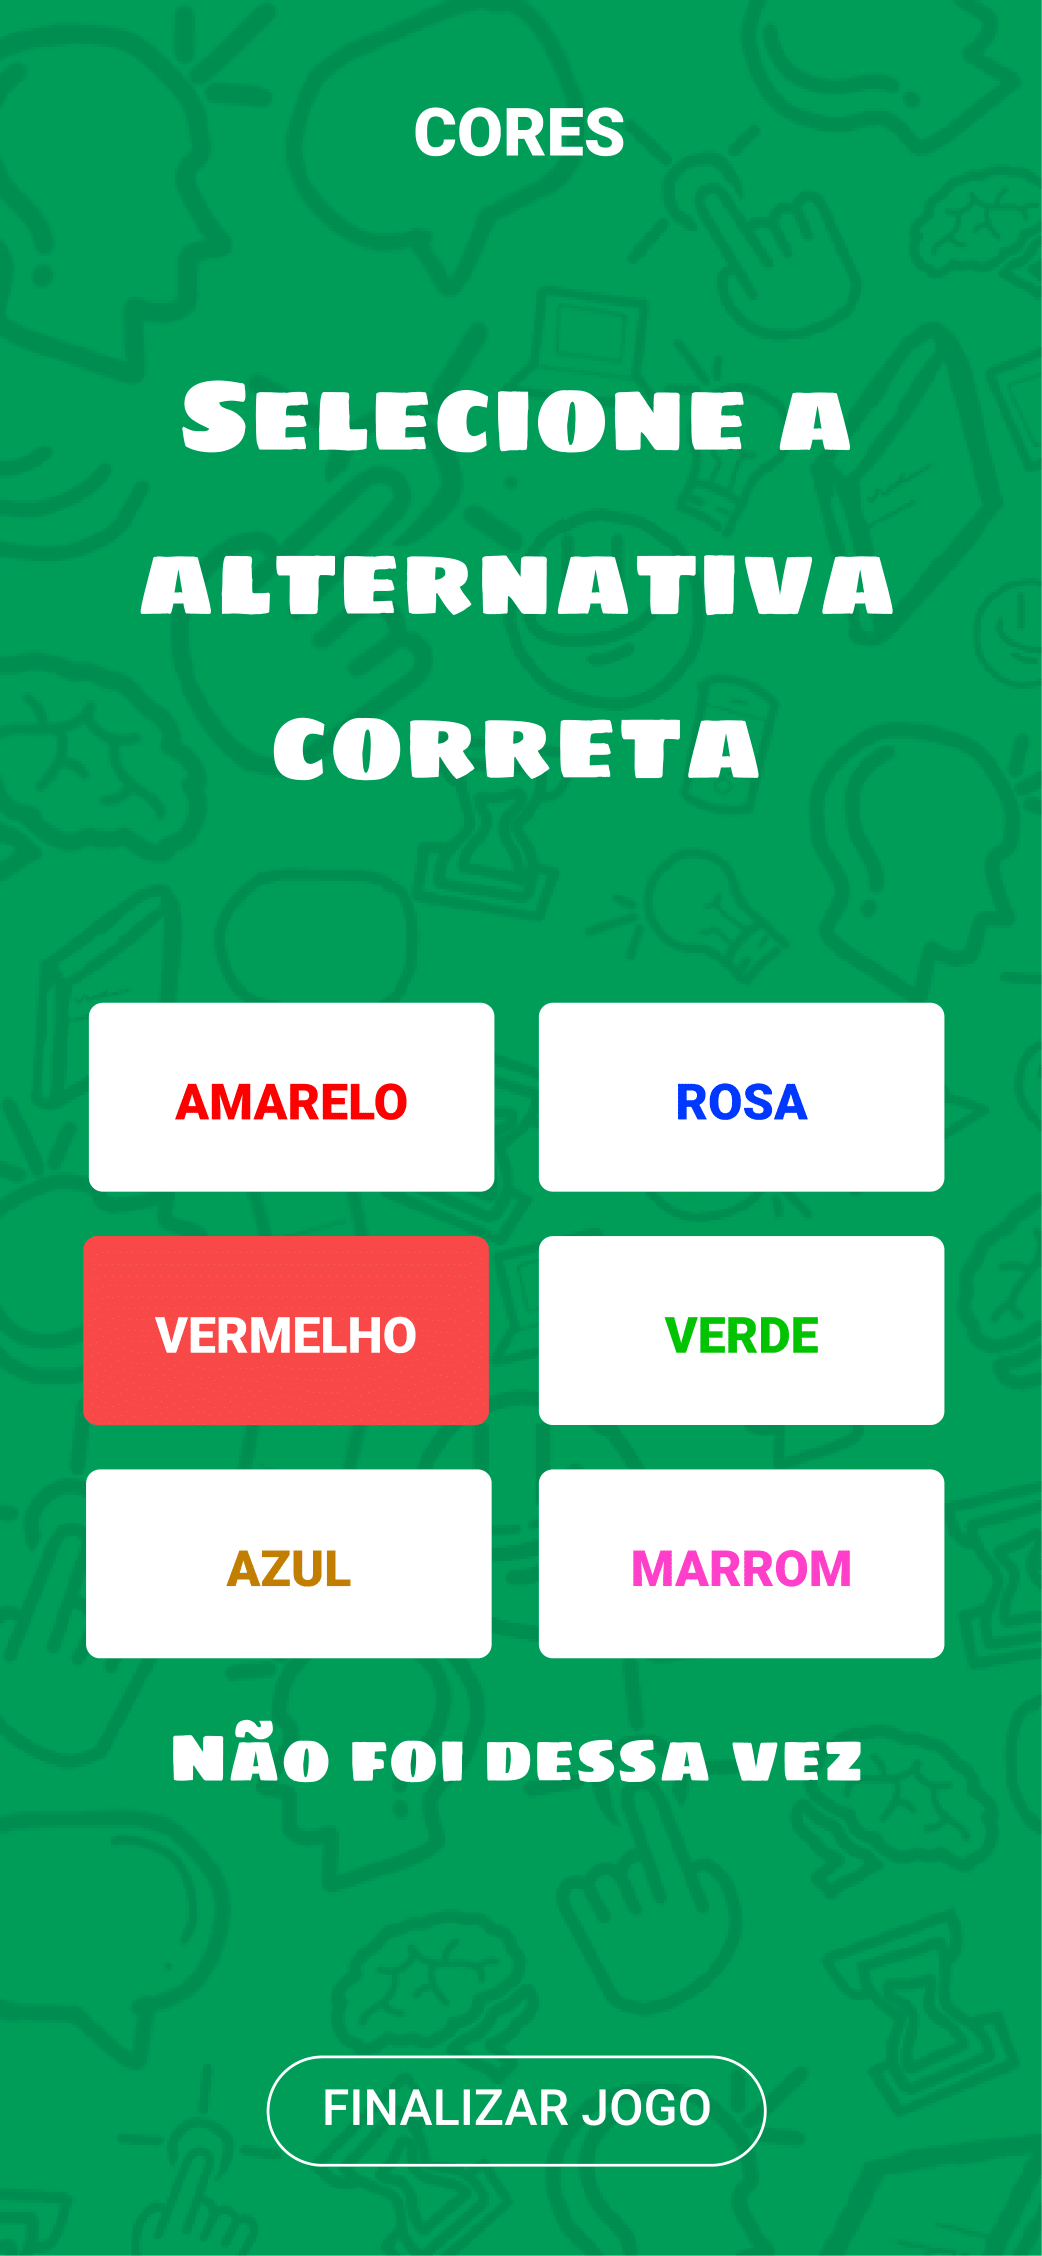 CORES
Selecione a
alternativa
correta
AMARELO
ROSA
VERMELHO
VERDE
AZUL
MARROM
Não foi dessa vez
FINALIZAR JOGO